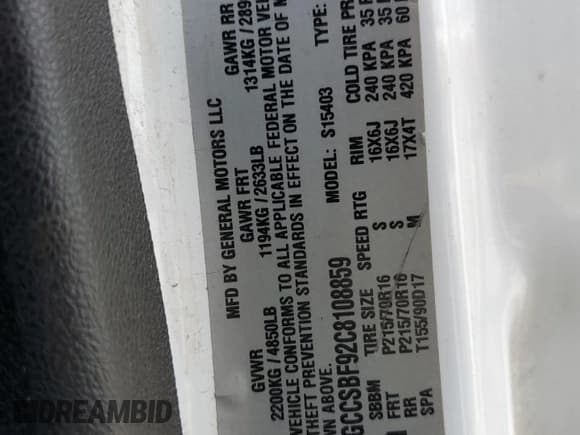 MFD BY GENERAL MOTORS LLC
GVWR GAWR FRT GAWR RR
2200KG / 4850LB 1194KG / 2633LB 1314KG / 289
VEHICLE CONFORMS TO ALL APPLICABLE FEDERAL MOTOR VE
THEFT PREVENTION STANDARDS IN EFFECT ON THE DATE OF M
WN ABOVE.
GCCSBF92C8108859 MODEL: S15403 TYPE:
TIRE SIZE SPEED RTG RIM COLD TIRE PR
SBBM P215/70R16 S 16X6J 240 KPA 35
FRT P215/70R16 S 16X6J 240 KPA 35
RR T155/90D17 M 17X4T 420 KPA 60
SPA
IDREAMBID